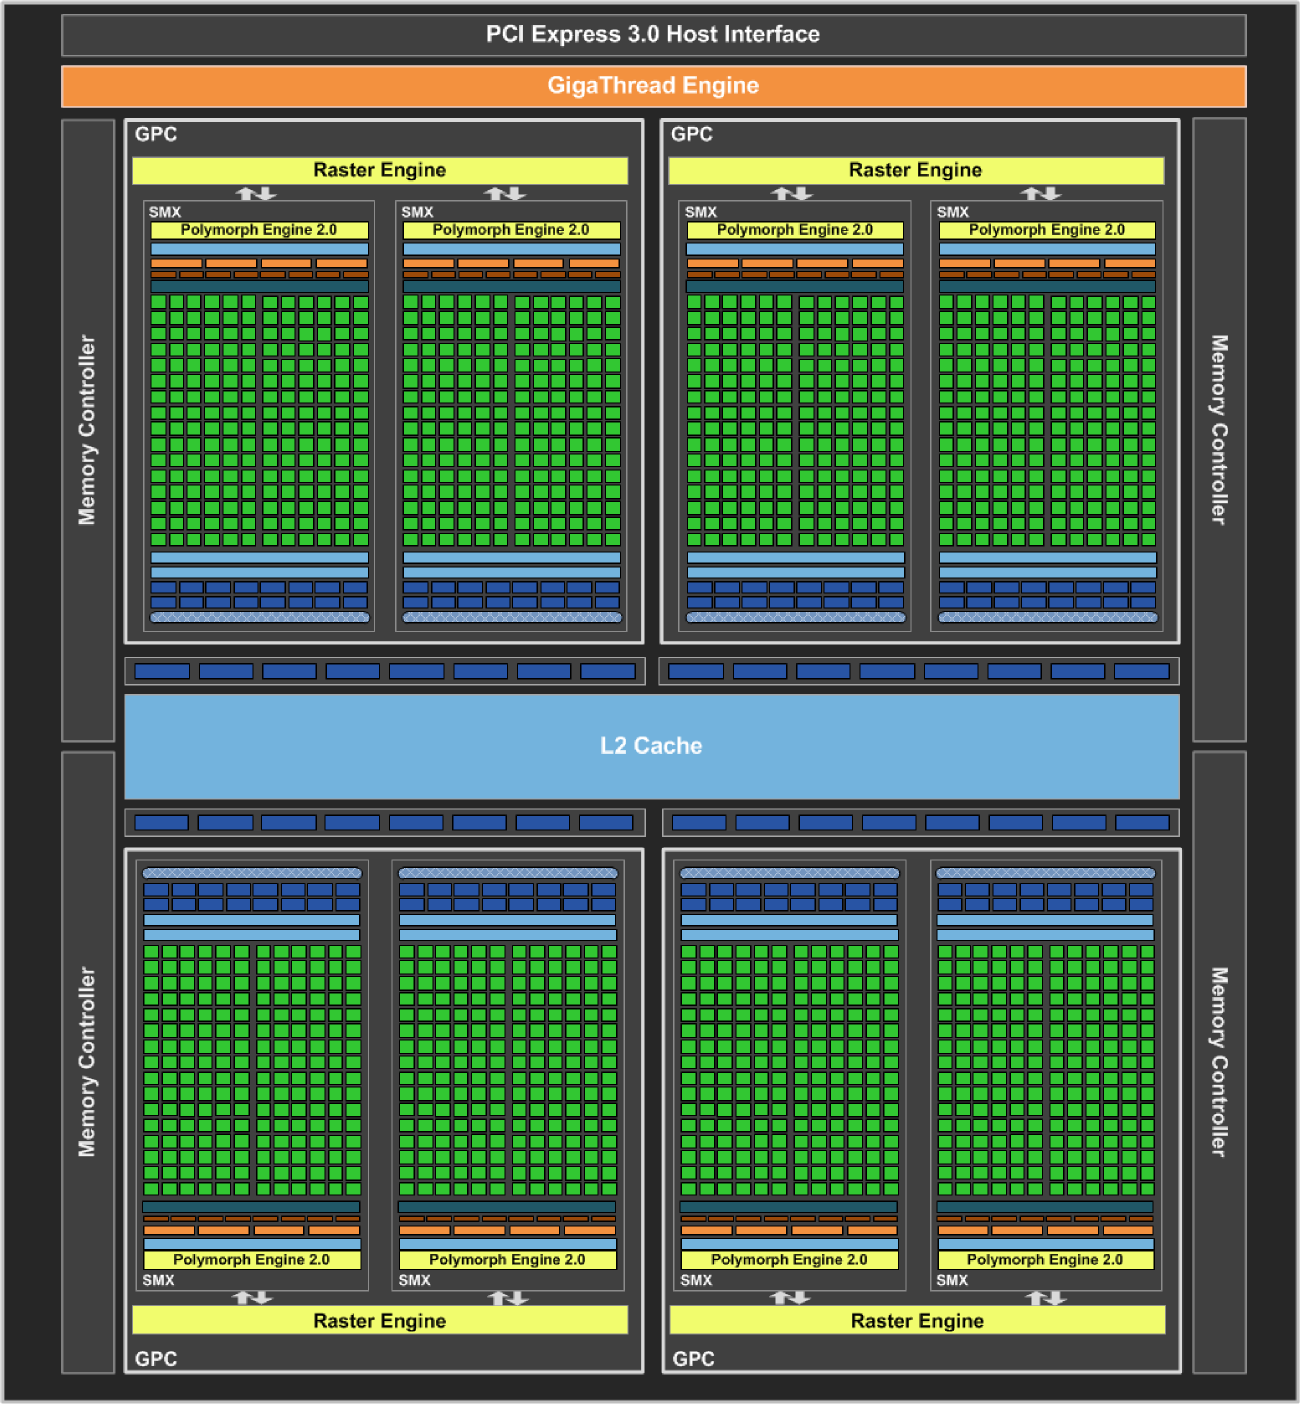 PCI Express 3.0 Host Interface
GigaThread Engine
GPC
GPC
Raster Engine
Raster Engine
SMX
SMX
SMX
SMX
Polymorph Engine 2.0
Polymorph Engine 2.0
Polymorph Engine 2.0
Polymorph Engine 2.0
Memory Controller
Memory Controller
L2 Cache
Memory Controller
Memory Controller
Polymorph Engine 2.0
Polymorph Engine 2.0
Polymorph Engine 2.0
Polymorph Engine 2.0
SMX
SMX
SMX
SMX
Raster Engine
Raster Engine
GPC
GPC